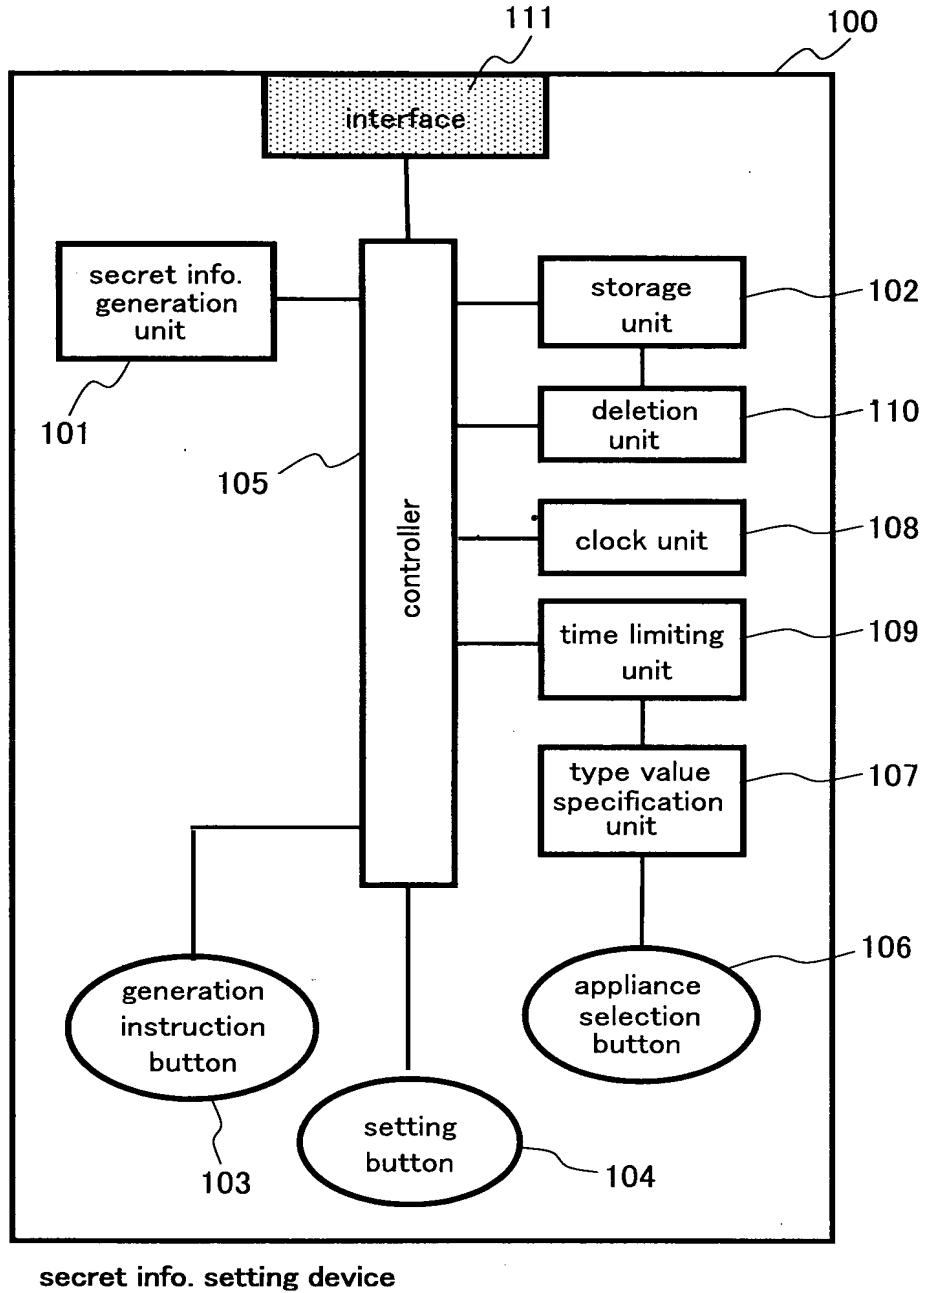 111
100
interface
secret info.
generation
unit
101
storage
unit
102
deletion
unit
110
105
controller
clock unit
108
time limiting
unit
109
type value
specification
unit
107
generation
instruction
button
103
appliance
selection
button
106
setting
button
104
secret info. setting device